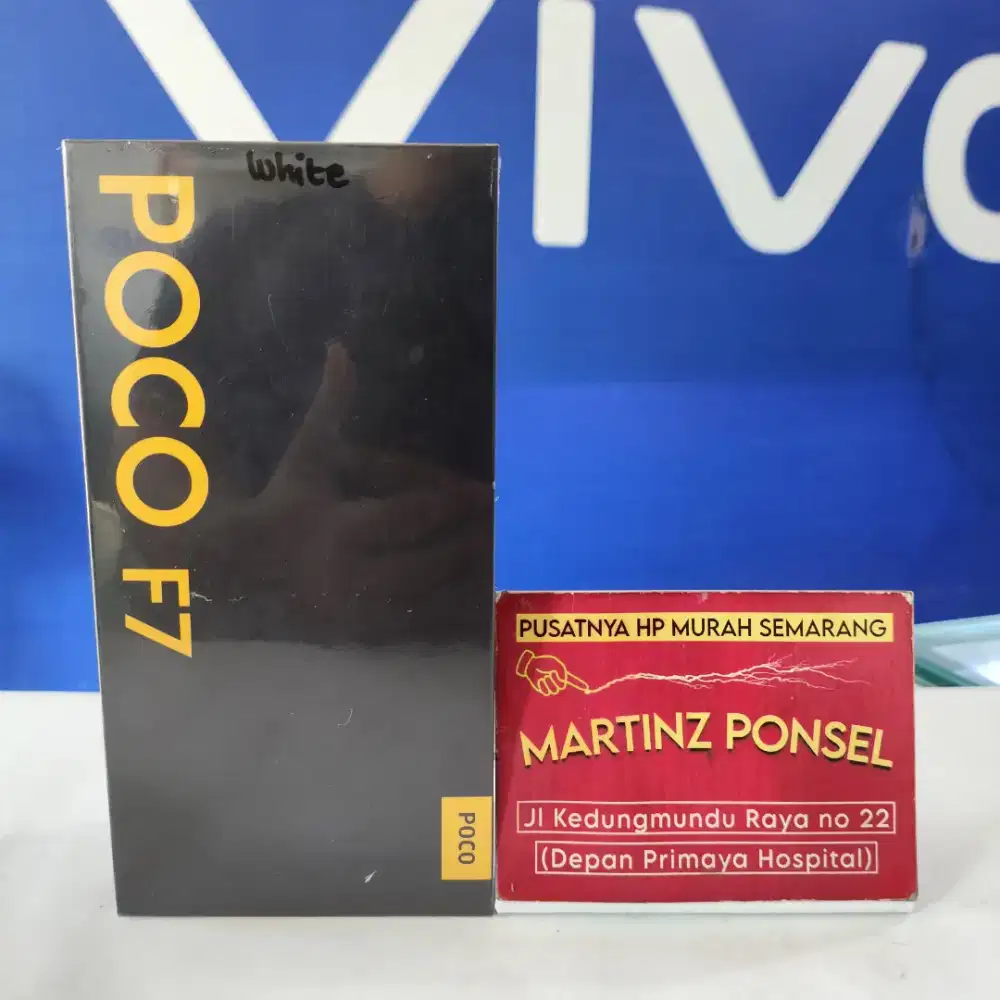 vivo
White
POCO F7
POCO
PUSATNYA HP MURAH SEMARANG
MARTINZ PONSEL
Jl Kedungmundu Raya no 22
(Depan Primaya Hospital)